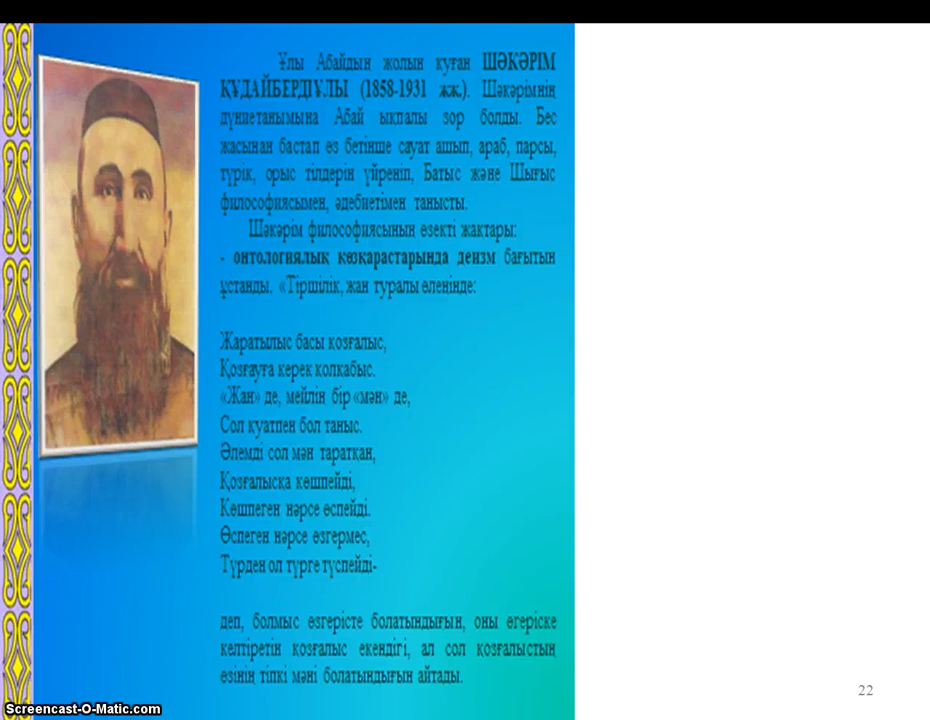 Ұлы Абайдың жолын қуған ШӘКӘРІМ
ҚҰДАЙБЕРДІҰЛЫ (1858-1931 жж.). Шәкәрімнің
дүниетанымына Абай ықпалы зор болды. Бес
жасынан бастап өз бетінше сауат ашып, араб, парсы,
түрік, орыс тілдерін үйреніп, Батыс және Шығыс
философиясымен, әдебиетімен танысты.
Шәкәрім философиясының өзекті жақтары:
- онтологиялық көзқарастарында деизм бағытын
ұстанды. «Тіршілік, жан туралы өлеңінде:
Жаратылыс басы қозғалыс,
Қозғауға керек қолқабыс.
«Жан» де, мейлің бір «мән» де,
Сол қуатпен бол таныс.
Әлемді сол мән таратқан,
Қозғалысқа көшпейді,
Көшпеген нәрсе өспейді.
Өспеген нәрсе өзгермес,
Түрден ол түрге түспейді-
деп, болмыс өзгерісте болатындығын, оны өгеріске
келтіретін қозғалыс екендігі, ал сол қозғалыстың
өзінің тіпкі мәні болатындығын айтады.
22
Screencast-O-Matic.com